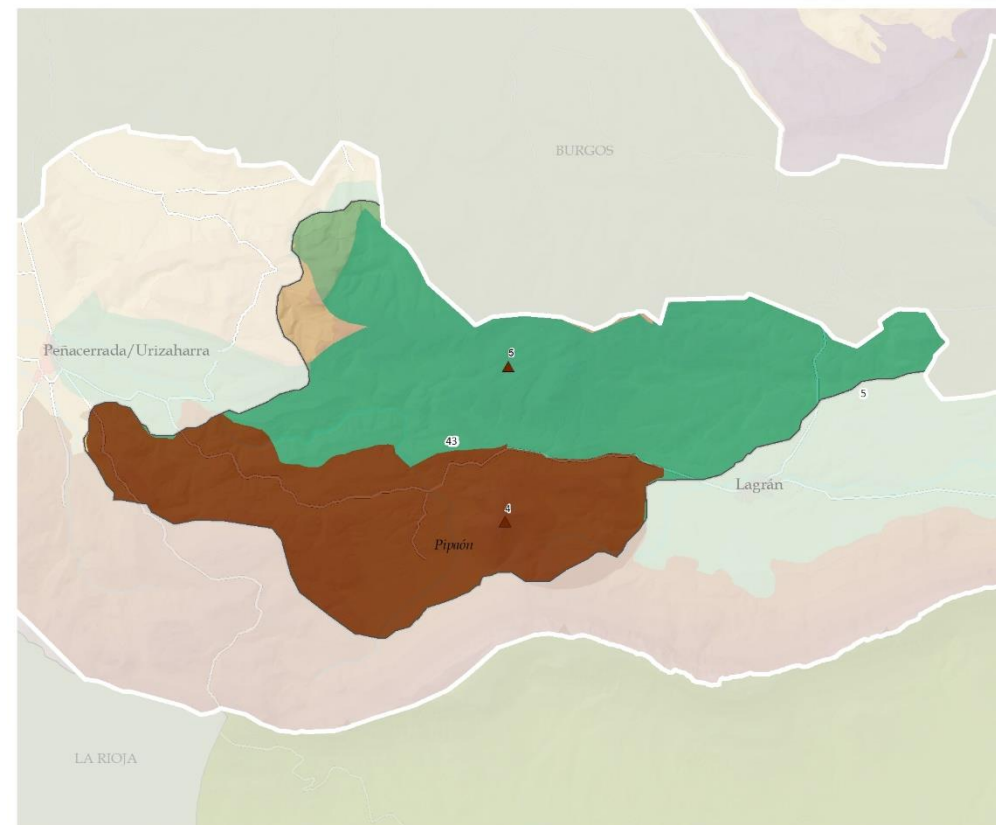 BURGOS
Peñacerrada/Urizaharra
5
5
43
Lagrán
4
Pipaón
LA RIOJA